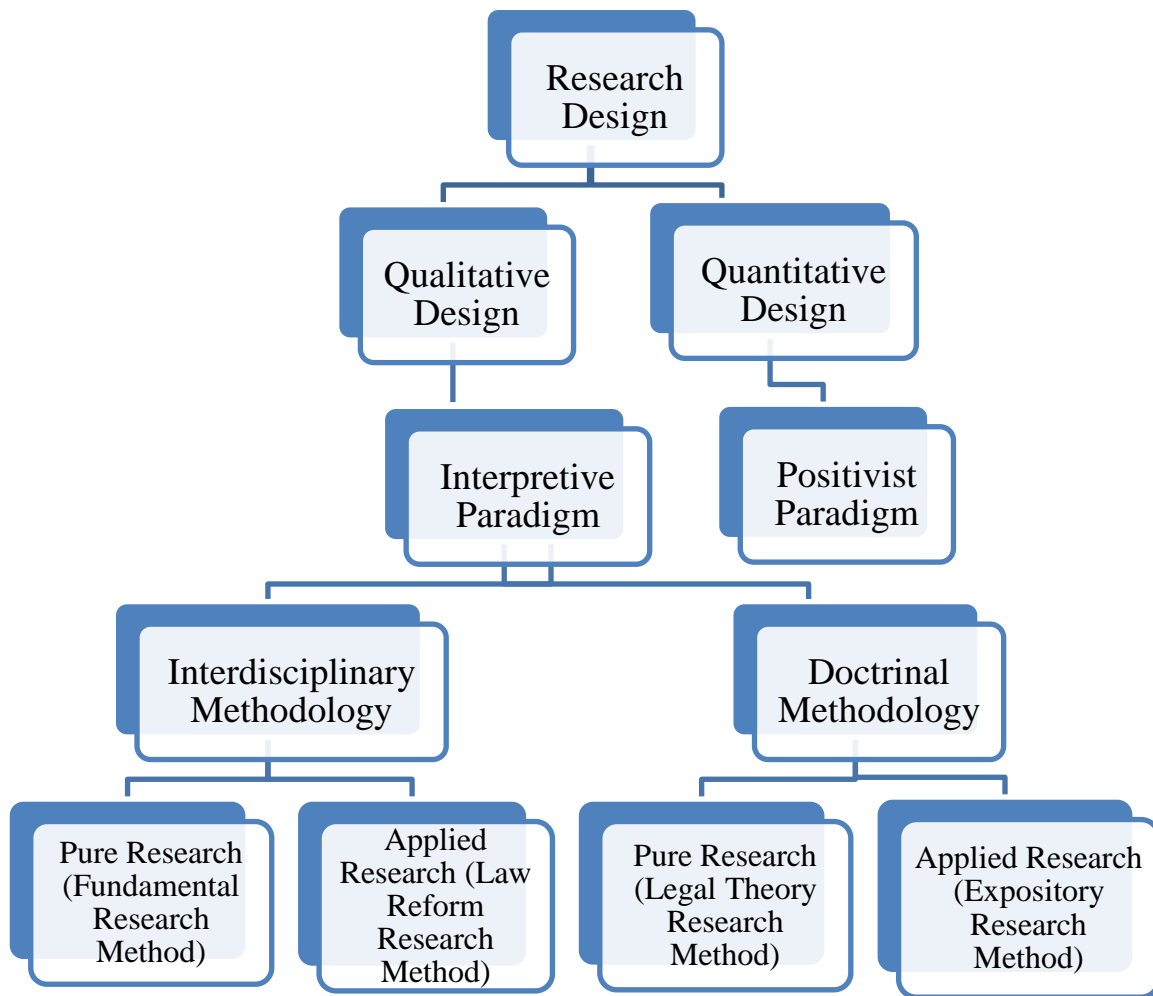 Research
Design
Qualitative
Design
Quantitative
Design
Interpretive
Paradigm
Positivist
Paradigm
Interdisciplinary
Methodology
Doctrinal
Methodology
Pure Research
(Fundamental
Research
Method)
Applied
Research (Law
Reform
Research
Method)
Pure Research
(Legal Theory
Research
Method)
Applied Research
(Expository
Research
Method)